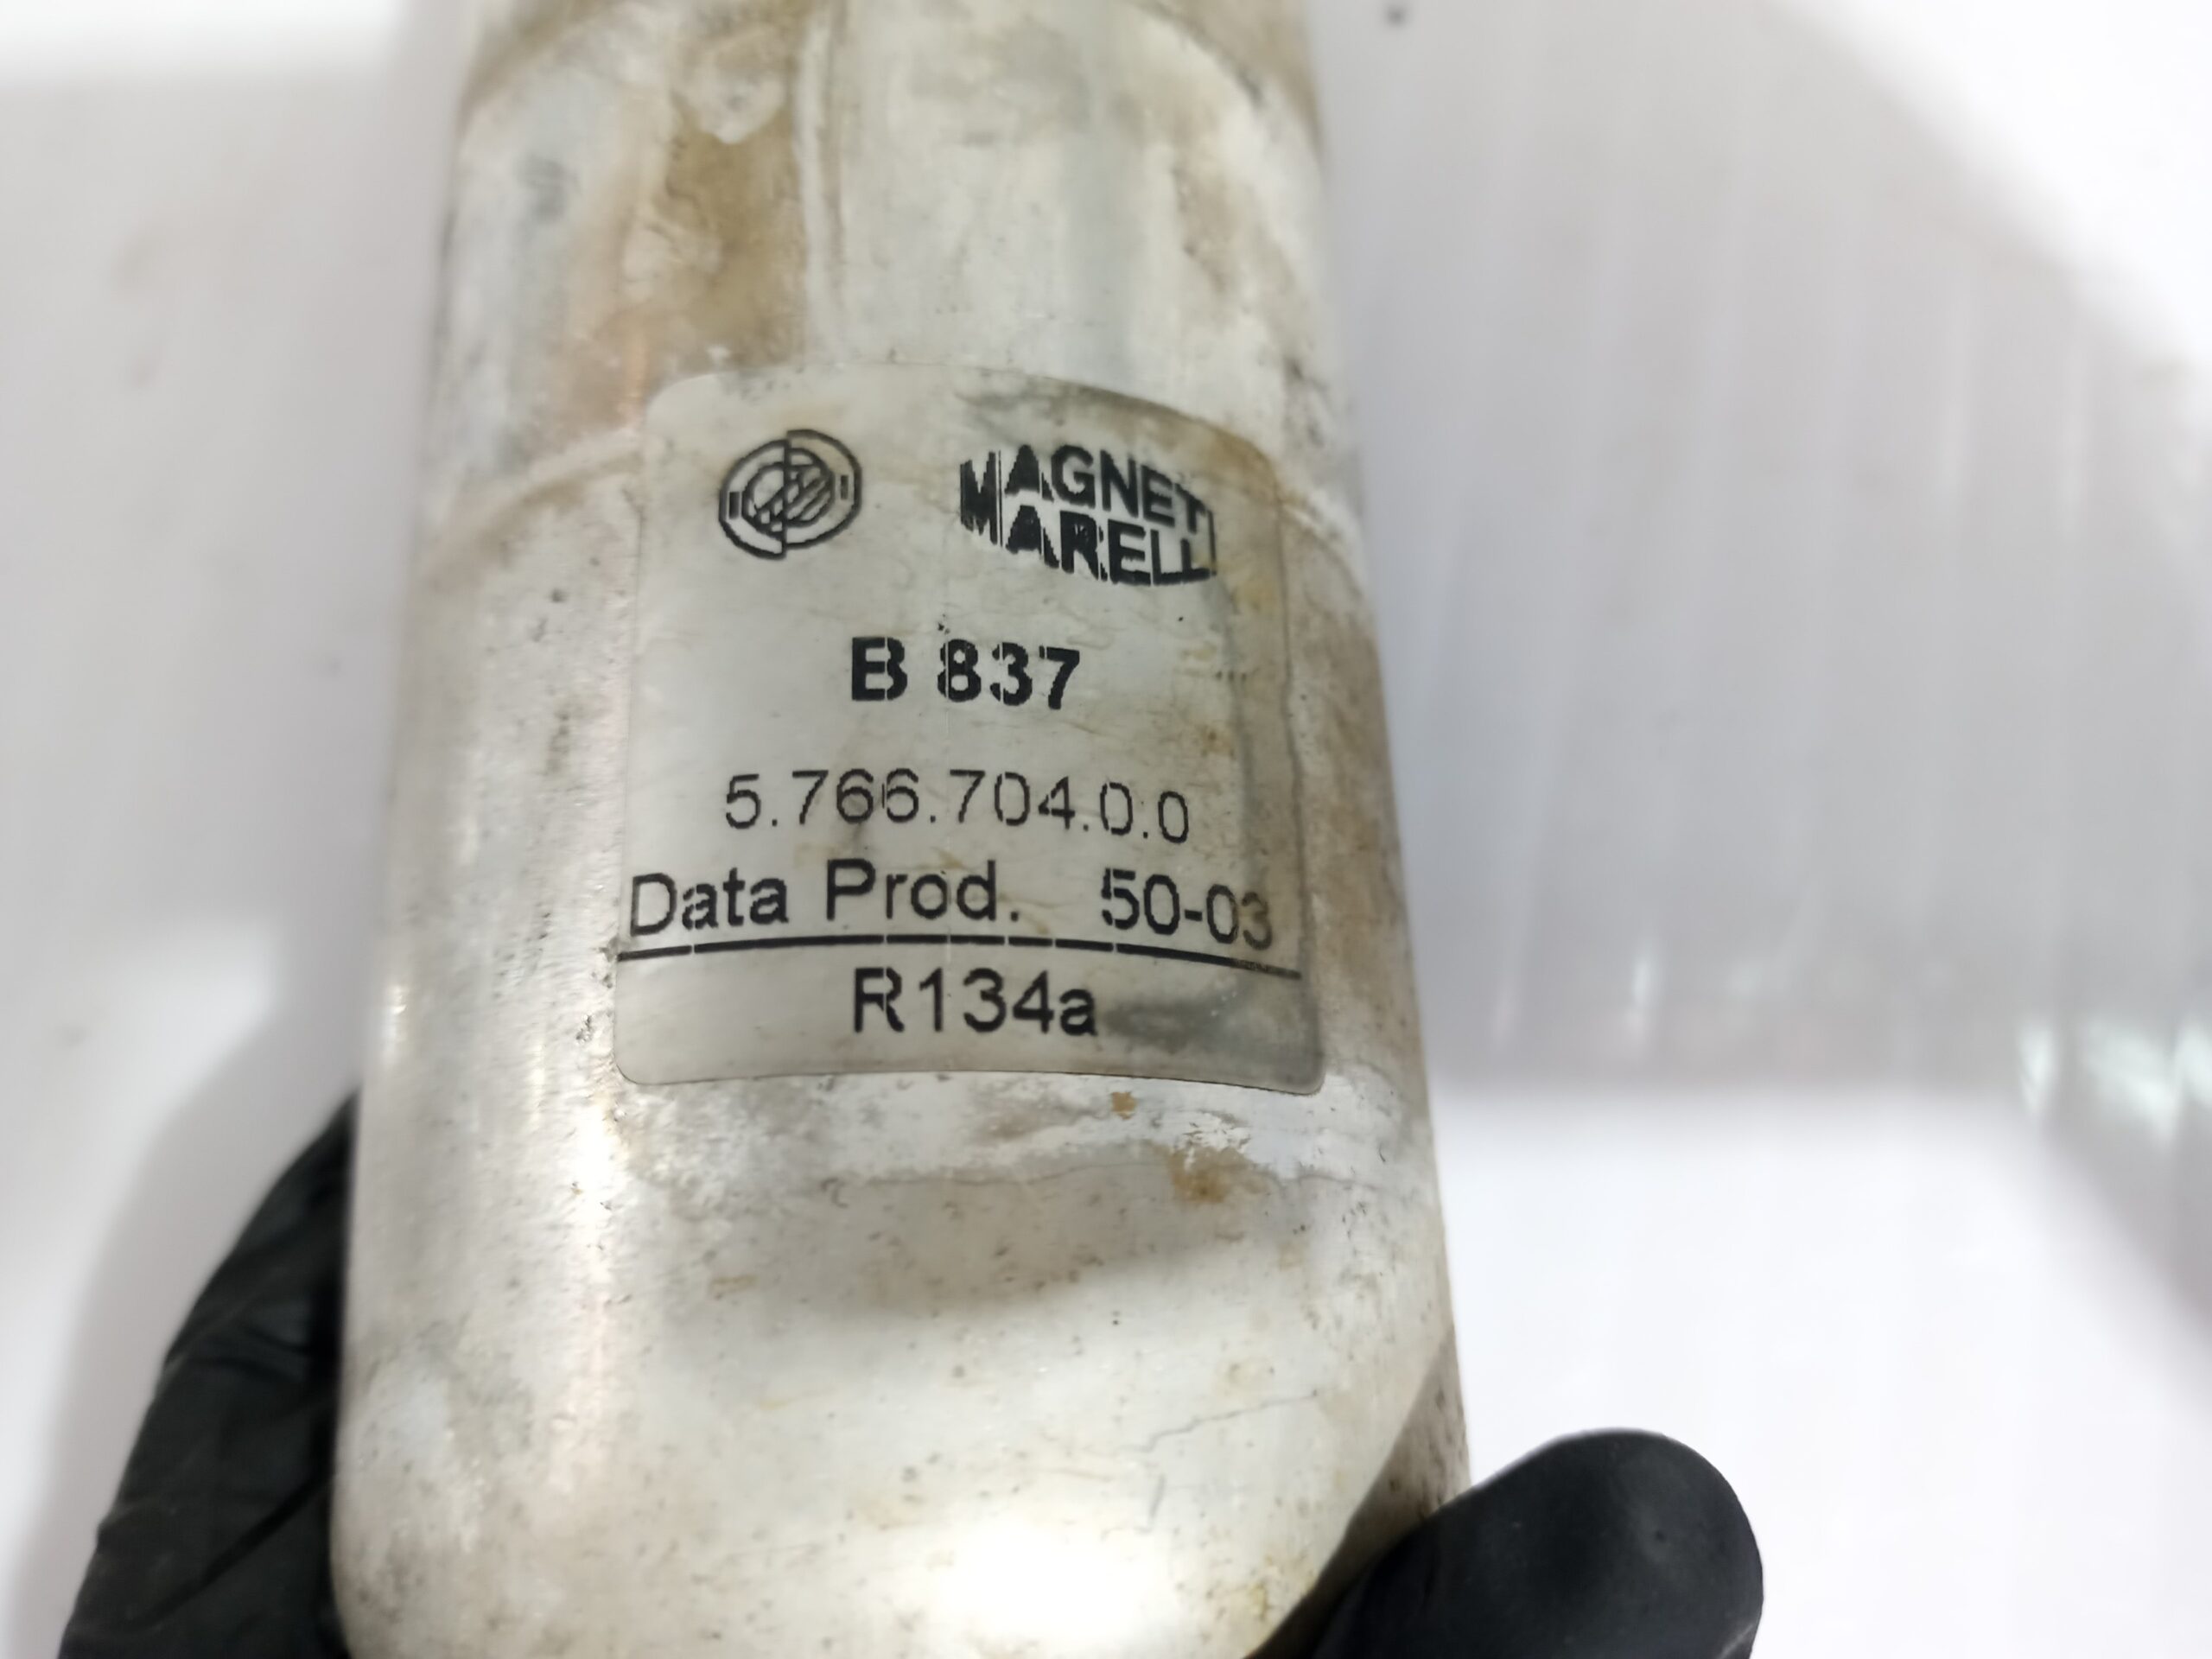 MAGNETI
MARELLI
B 837
5.766.704.0.0
Data Prod. 50-03
R134a